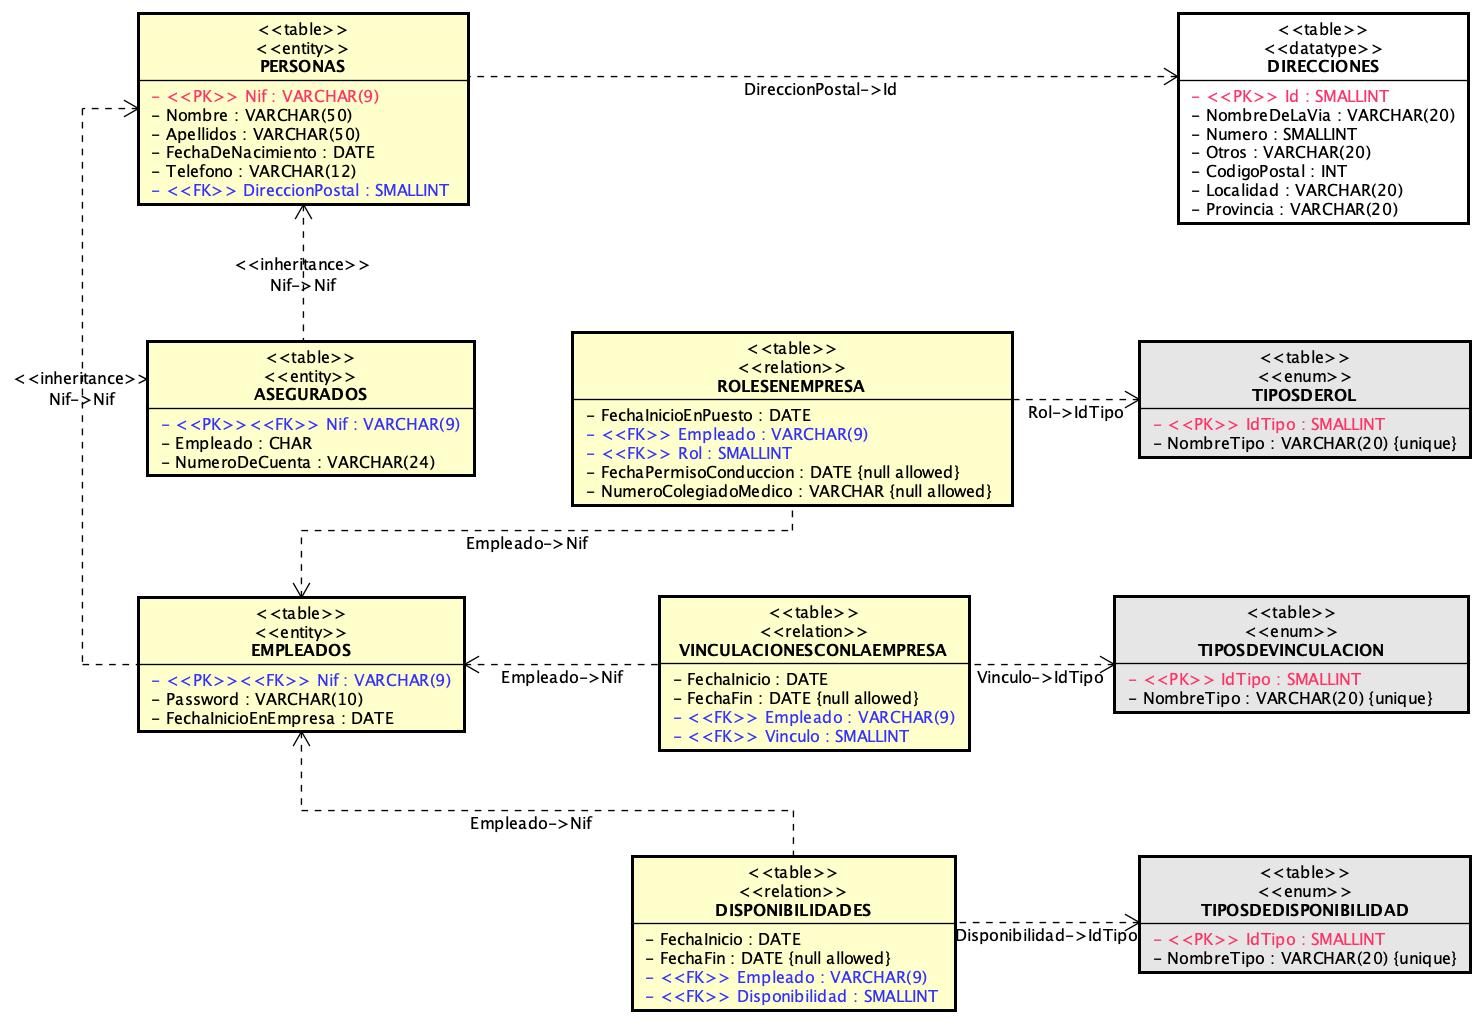 <<table>>
<<entity>>
PERSONAS
- <<PK>> Nif : VARCHAR(9)
- Nombre : VARCHAR(50)
- Apellidos : VARCHAR(50)
- FechaDeNacimiento : DATE
- Telefono : VARCHAR(12)
- <<FK>> DireccionPostal : SMALLINT
DireccionPostal->Id
<<table>>
<<datatype>>
DIRECCIONES
- <<PK>> Id : SMALLINT
- NombreDeLaVia : VARCHAR(20)
- Numero : SMALLINT
- Otros : VARCHAR(20)
- CodigoPostal : INT
- Localidad : VARCHAR(20)
- Provincia : VARCHAR(20)
<<inheritance>>
Nif->Nif
<<inheritance>>
Nif->Nif
<<table>>
<<entity>>
ASEGURADOS
- <<PK>><<FK>> Nif : VARCHAR(9)
- Empleado : CHAR
- NumeroDeCuenta : VARCHAR(24)
<<table>>
<<relation>>
ROLESENEMPRESA
- FechaInicioEnPuesto : DATE
- <<FK>> Empleado : VARCHAR(9)
- <<FK>> Rol : SMALLINT
- FechaPermisoConduccion : DATE {null allowed}
- NumeroColegiadoMedico : VARCHAR {null allowed}
Rol->IdTipo
<<table>>
<<enum>>
TIPOSDEROL
- <<PK>> IdTipo : SMALLINT
- NombreTipo : VARCHAR(20) {unique}
Empleado->Nif
<<table>>
<<entity>>
EMPLEADOS
- <<PK>><<FK>> Nif : VARCHAR(9)
- Password : VARCHAR(10)
- FechaInicioEnEmpresa : DATE
Empleado->Nif
<<table>>
<<relation>>
VINCULACIONESCONLAEMPRESA
- FechaInicio : DATE
- FechaFin : DATE {null allowed}
- <<FK>> Empleado : VARCHAR(9)
- <<FK>> Vinculo : SMALLINT
Vinculo->IdTipo
<<table>>
<<enum>>
TIPOSDEVINCULACION
- <<PK>> IdTipo : SMALLINT
- NombreTipo : VARCHAR(20) {unique}
Empleado->Nif
<<table>>
<<relation>>
DISPONIBILIDADES
- FechaInicio : DATE
- FechaFin : DATE {null allowed}
- <<FK>> Empleado : VARCHAR(9)
- <<FK>> Disponibilidad : SMALLINT
Disponibilidad->IdTipo
<<table>>
<<enum>>
TIPOSDEDISPONIBILIDAD
- <<PK>> IdTipo : SMALLINT
- NombreTipo : VARCHAR(20) {unique}